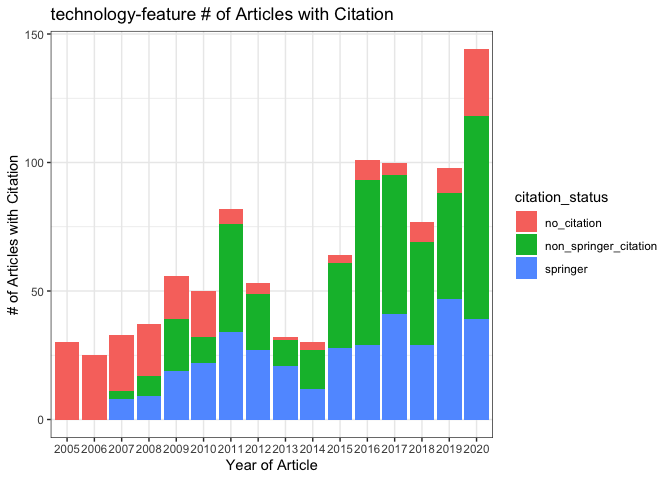 technology-feature # of Articles with Citation
150
100
50
0
# of Articles with Citation
2005 2006 2007 2008 2009 2010 2011 2012 2013 2014 2015 2016 2017 2018 2019 2020
Year of Article
citation_status
no_citation
non_springer_citation
springer